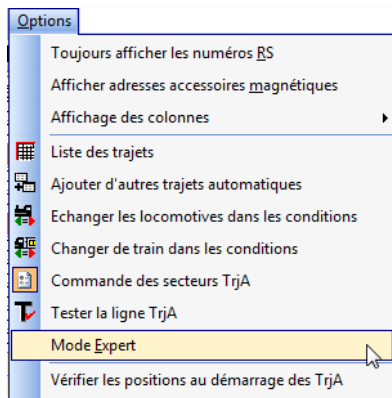 Options
Toujours afficher les numéros RS
Afficher adresses accessoires magnétiques
Affichage des colonnes
Liste des trajets
Ajouter d'autres trajets automatiques
Echanger les locomotives dans les conditions
Changer de train dans les conditions
Commande des secteurs TrjA
Tester la ligne TrjA
Mode Expert
Vérifier les positions au démarrage des TrjA